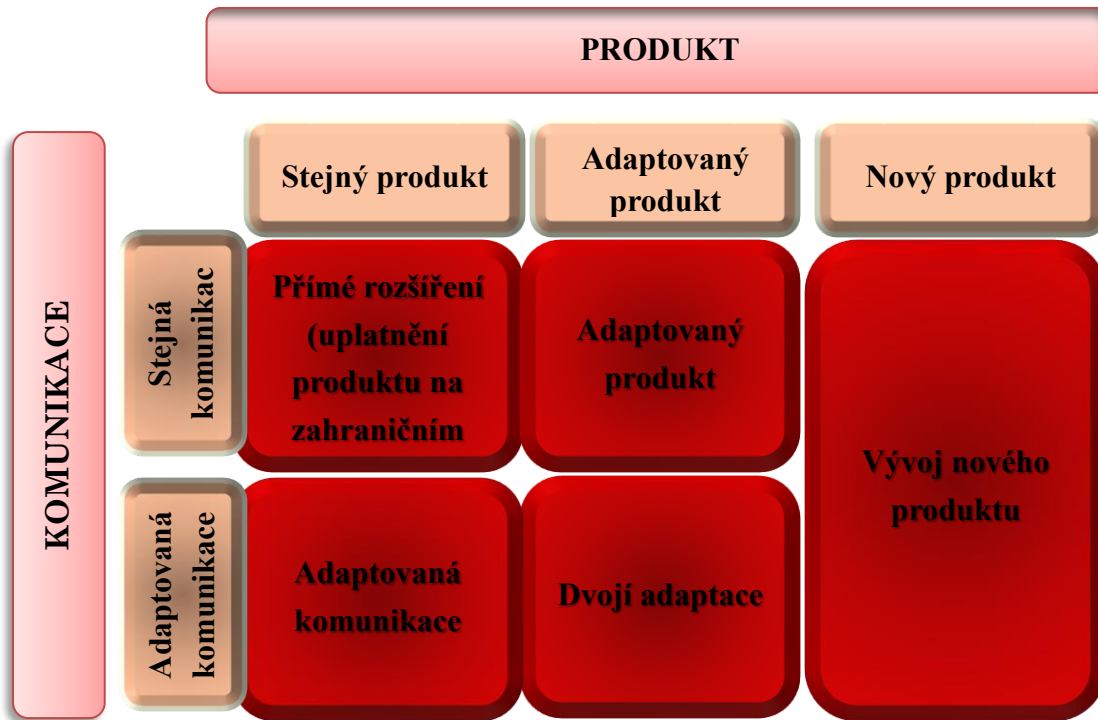 PRODUKT
KOMUNIKACE
Stejný produkt
Adaptovaný
produkt
Nový produkt
Stejná
komunikac
Přímé rozšíření
(uplatnění
produktu na
zahraničním
Adaptovaný
produkt
Vývoj nového
produktu
Adaptovaná
komunikace
Adaptovaná
komunikace
Dvojí adaptace